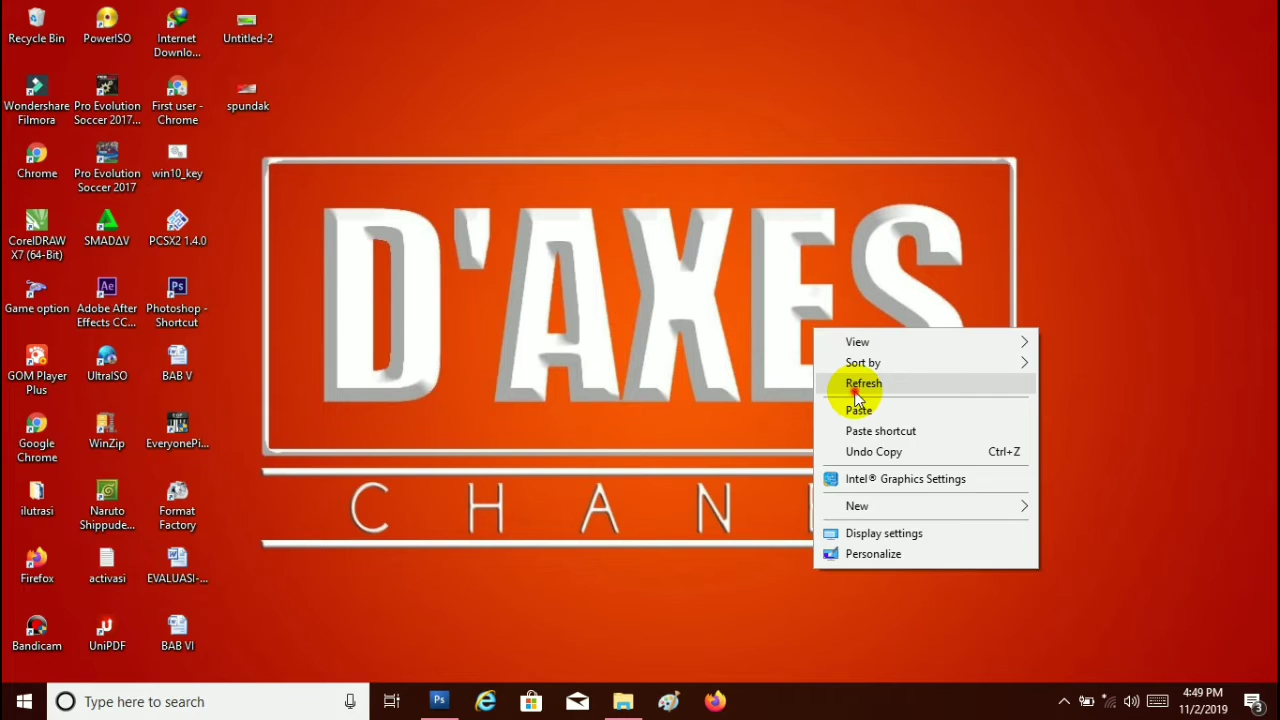 Recycle Bin
PowerISO
Internet
Downlo...
Untitled-2
Wondershare
Filmora
Pro Evolution
Soccer 2017...
First user -
Chrome
spundak
Chrome
Pro Evolution
Soccer 2017
win10_key
CorelDRAW
X7 (64-Bit)
SMADΔV
PCSX2 1.4.0
Game option
Adobe After
Effects CC...
Photoshop -
Shortcut
GOM Player
Plus
UltraISO
BAB V
Google
Chrome
WinZip
EveryonePi...
ilutrasi
Naruto
Shippude...
Format
Factory
Firefox
activasi
EVALUASI-...
Bandicam
UniPDF
BAB VI
D'AXES
CHAN
View
Sort by
Refresh
Paste
Paste shortcut
Undo Copy Ctrl+Z
Intel® Graphics Settings
New
Display settings
Personalize
Type here to search
4:49 PM
11/2/2019
3